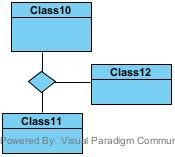 Class10
Class12
Class11
Powered By: Visual Paradigm Commun